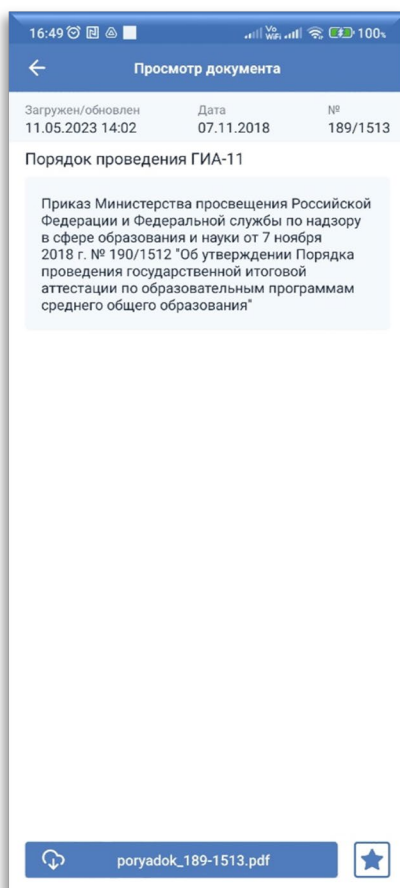 16:49 Vo WiFi 100%
Просмотр документа
Загружен/обновлен Дата №
11.05.2023 14:02 07.11.2018 189/1513
Порядок проведения ГИА-11
Приказ Министерства просвещения Российской
Федерации и Федеральной службы по надзору
в сфере образования и науки от 7 ноября
2018 г. № 190/1512 "Об утверждении Порядка
проведения государственной итоговой
аттестации по образовательным программам
среднего общего образования"
poryadok_189-1513.pdf